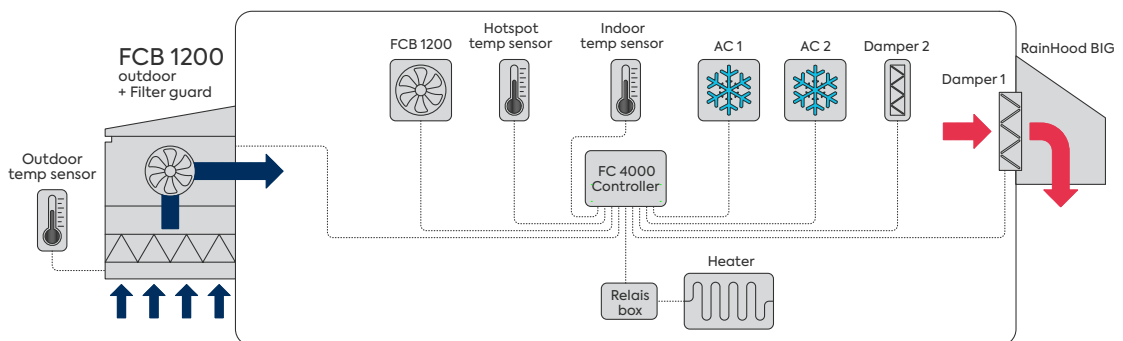 FCB 1200
outdoor
+ Filter guard
Outdoor
temp sensor
FCB 1200
Hotspot
temp sensor
Indoor
temp sensor
AC 1
AC 2
Damper 2
Damper 1
RainHood BIG
FC 4000
Controller
Relais
box
Heater